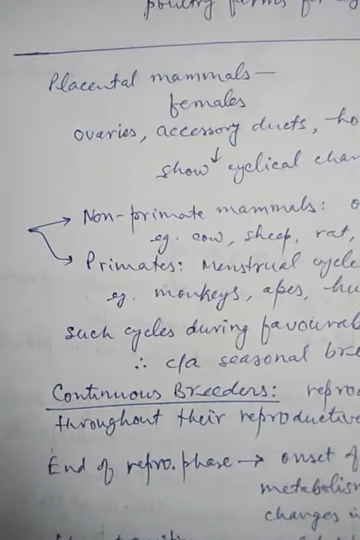 poultry farms for
Placental mammals—
females
ovaries, accessory ducts, ho
show cyclical chan
Non-primate mammals: o
eg. cow, sheep, rat,
Primates: Menstrual cycle
eg. monkeys, apes, hu
such cycles during favourab
∴ c/a seasonal bre
Continuous Breeders: repro
throughout their reproductive
End of repro. phase → onset of
metabolism
changes i